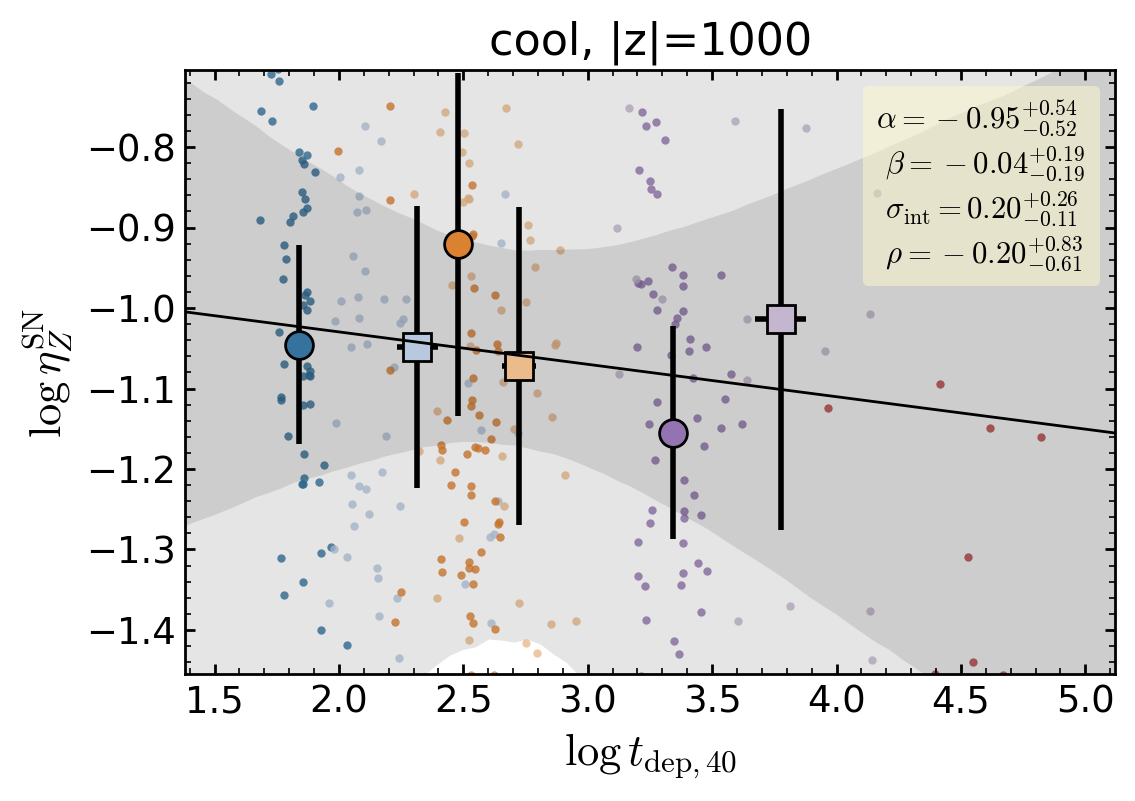 cool, |z|=1000
α = −0.95 +0.54 −0.52
β = −0.04 +0.19 −0.19
σ_int = 0.20 +0.26 −0.11
ρ = −0.20 +0.83 −0.61
−0.8
−0.9
−1.0
−1.1
−1.2
−1.3
−1.4
log η_Z^SN
1.5 2.0 2.5 3.0 3.5 4.0 4.5 5.0
log t_dep,40